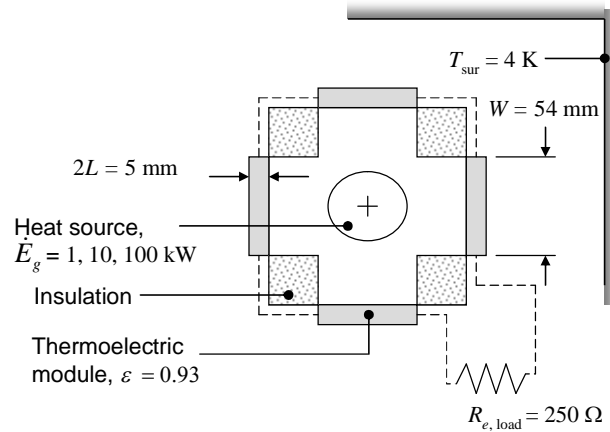 T_sur = 4 K
W = 54 mm
2L = 5 mm
Heat source,
Ė_g = 1, 10, 100 kW
Insulation
Thermoelectric
module, ε = 0.93
R_e, load = 250 Ω